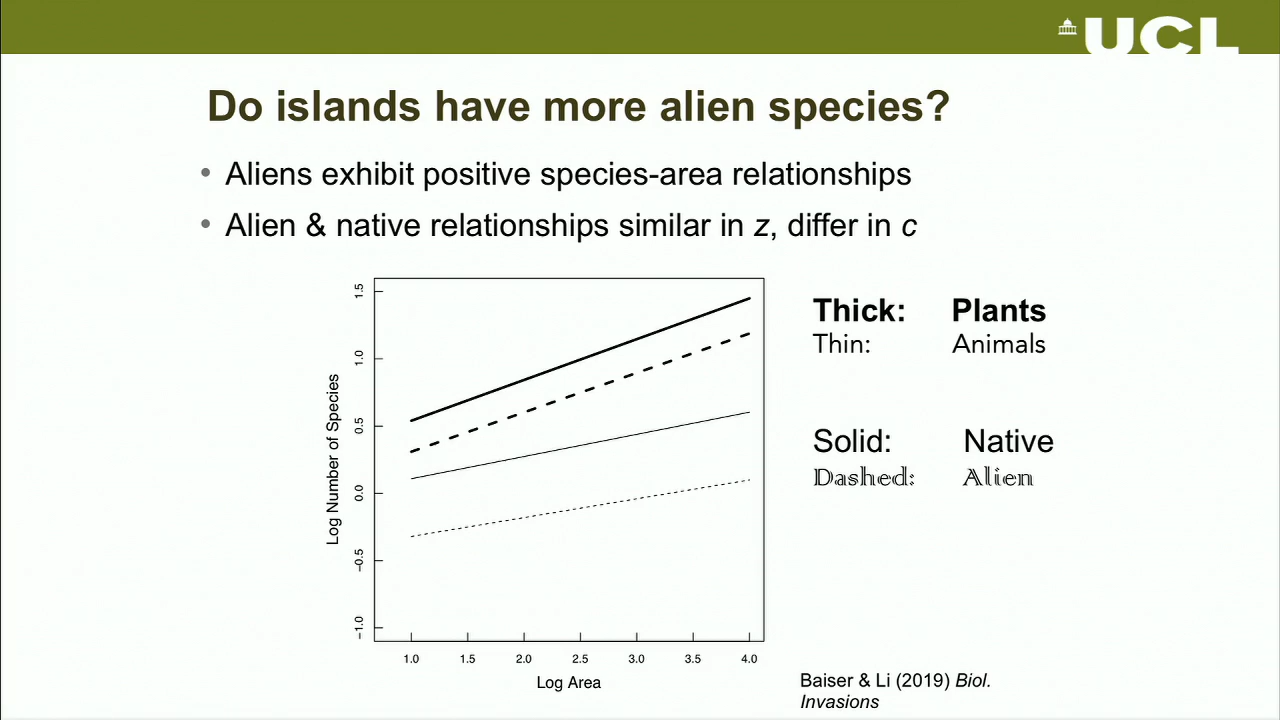 UCL
Do islands have more alien species?
• Aliens exhibit positive species-area relationships
• Alien & native relationships similar in z, differ in c
Log Number of Species
1.5
1.0
0.5
0.0
−0.5
−1.0
1.0 1.5 2.0 2.5 3.0 3.5 4.0
Log Area
Thick: Plants
Thin: Animals
Solid: Native
Dashed: Alien
Baiser & Li (2019) Biol.
Invasions